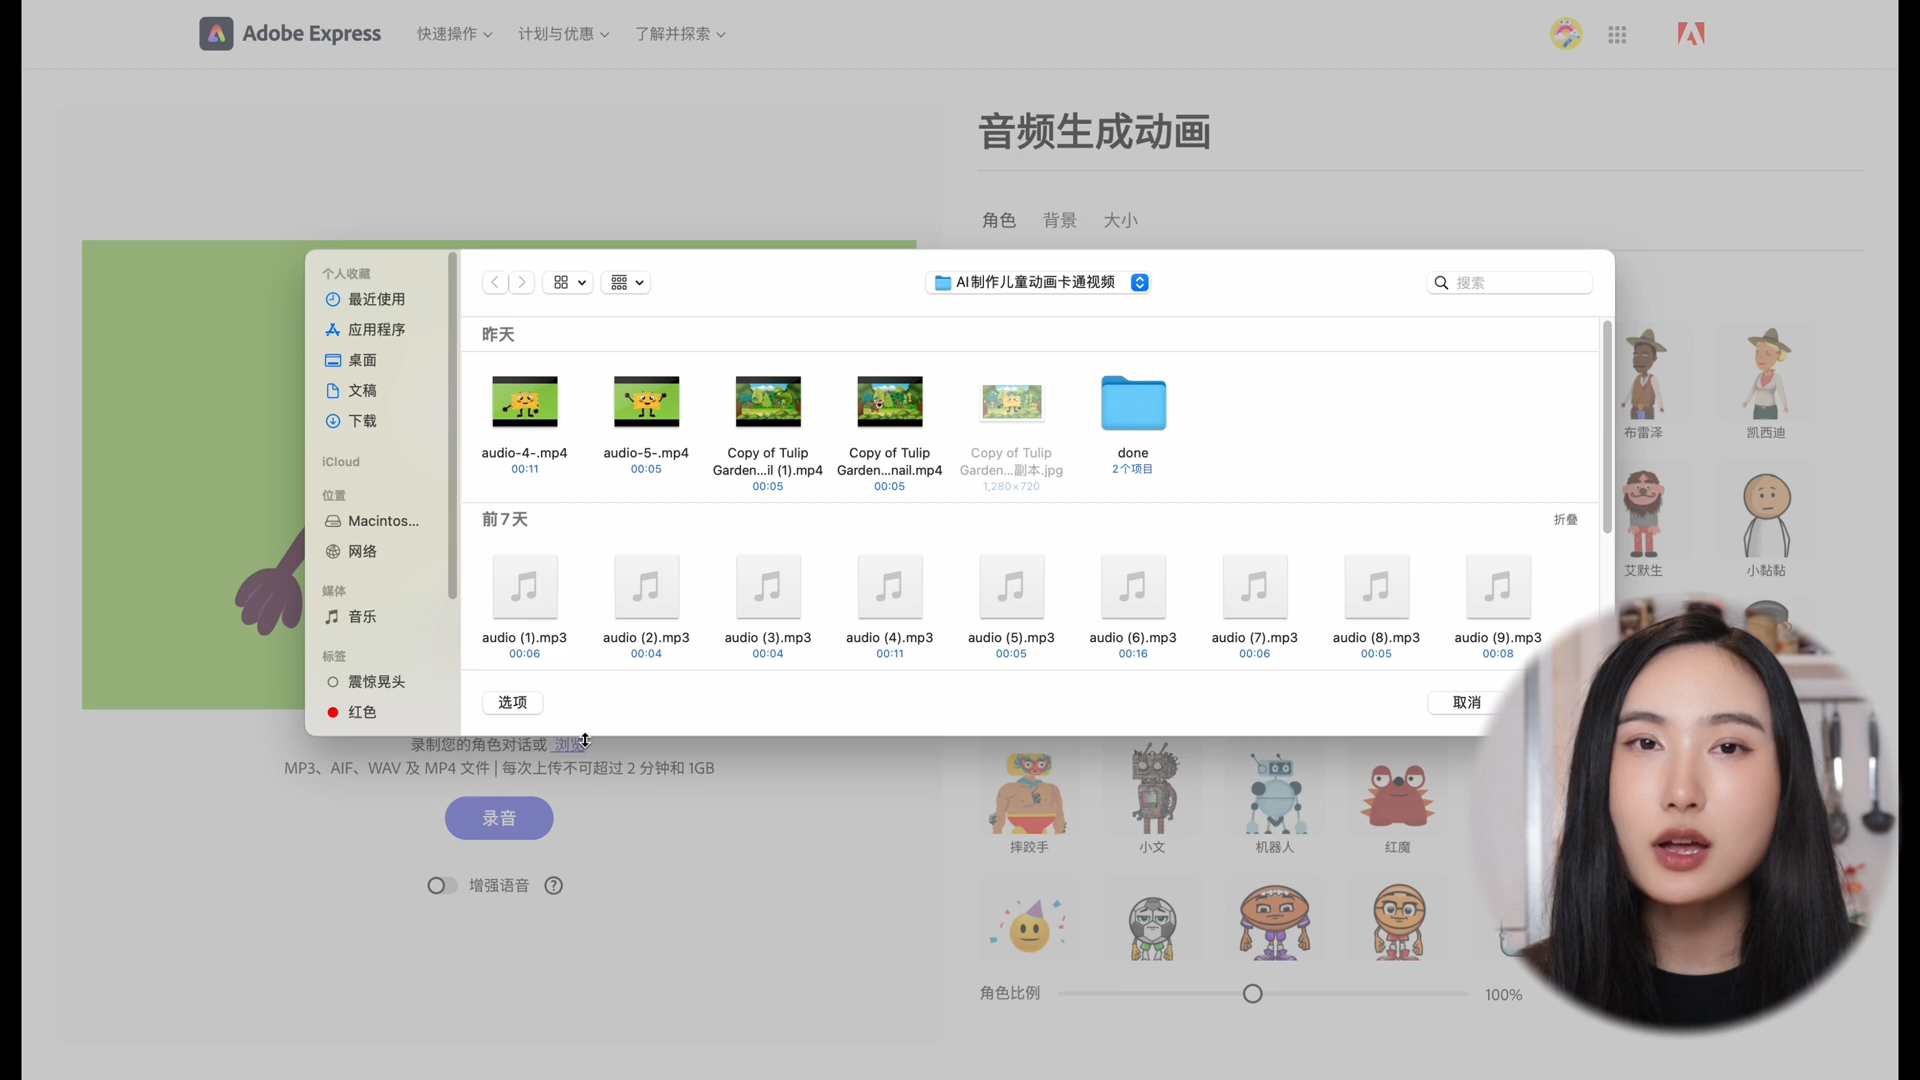 Adobe Express
快速操作
计划与优惠
了解并探索
音频生成动画
角色
背景
大小
个人收藏
最近使用
应用程序
桌面
文稿
下载
iCloud
位置
Macintos...
网络
媒体
音乐
标签
震惊晃头
红色
AI制作儿童动画卡通视频
搜索
昨天
audio-4-.mp4
00:11
audio-5-.mp4
00:05
Copy of Tulip
Garden...il (1).mp4
00:05
Copy of Tulip
Garden...nail.mp4
00:05
Copy of Tulip
Garden...副本.jpg
1,280×720
done
2个项目
前7天
折叠
audio (1).mp3
00:06
audio (2).mp3
00:04
audio (3).mp3
00:04
audio (4).mp3
00:11
audio (5).mp3
00:05
audio (6).mp3
00:16
audio (7).mp3
00:06
audio (8).mp3
00:05
audio (9).mp3
00:08
选项
取消
布雷泽
凯西迪
艾默生
小黏黏
录制您的角色对话或 浏览
MP3、AIF、WAV 及 MP4 文件 | 每次上传不可超过 2 分钟和 1GB
录音
增强语音
?
摔跤手
小文
机器人
红魔
角色比例
100%